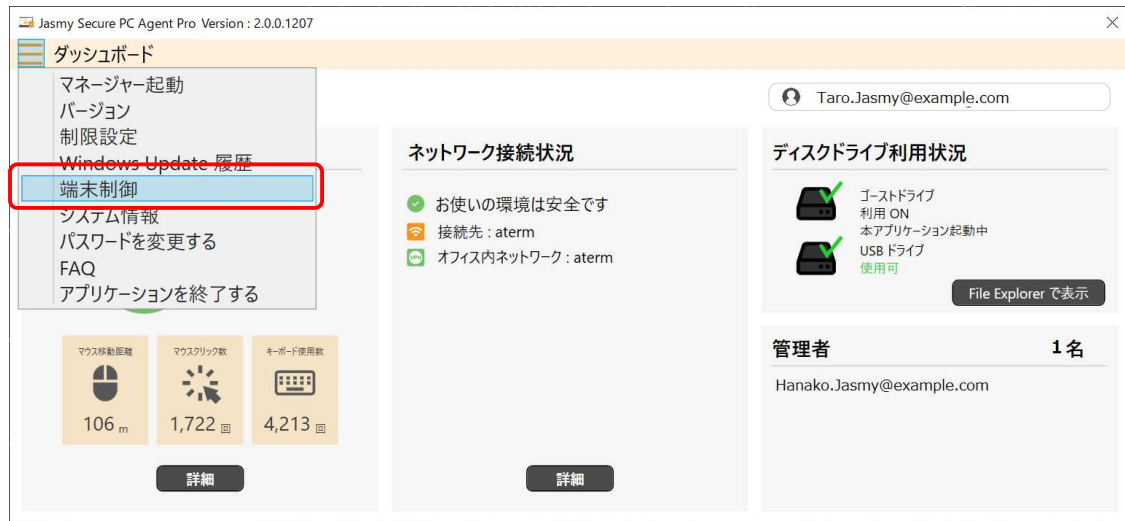 Jasmy Secure PC Agent Pro Version : 2.0.0.1207
ダッシュボード
マネージャー起動
バージョン
制限設定
Windows Update 履歴
端末制御
システム情報
パスワードを変更する
FAQ
アプリケーションを終了する
Taro.Jasmy@example.com
マウス移動距離
106 m
マウスクリック数
1,722 回
キーボード使用数
4,213 回
詳細
ネットワーク接続状況
お使いの環境は安全です
接続先 : aterm
VPN
オフィス内ネットワーク : aterm
詳細
ディスクドライブ利用状況
ゴーストドライブ
利用 ON
本アプリケーション起動中
USB ドライブ
使用可
File Explorer で表示
管理者 1名
Hanako.Jasmy@example.com